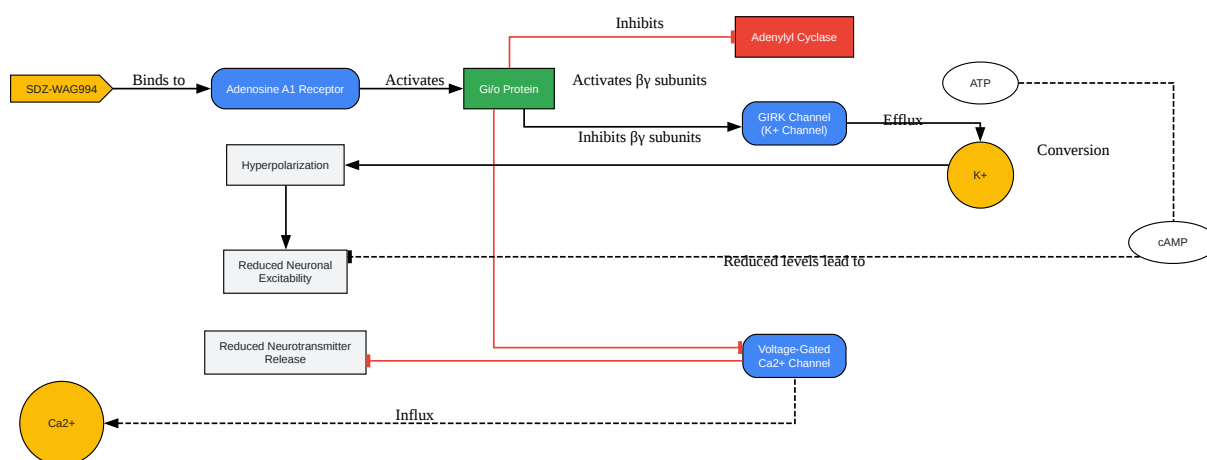 Inhibits
Adenylyl Cyclase
SDZ-WAG994
Binds to
Adenosine A1 Receptor
Activates
Gi/o Protein
Activates βγ subunits
ATP
GIRK Channel
(K+ Channel)
Efflux
Inhibits βγ subunits
Conversion
Hyperpolarization
K+
cAMP
Reduced Neuronal
Excitability
Reduced levels lead to
Reduced Neurotransmitter
Release
Voltage-Gated
Ca2+ Channel
Ca2+
Influx